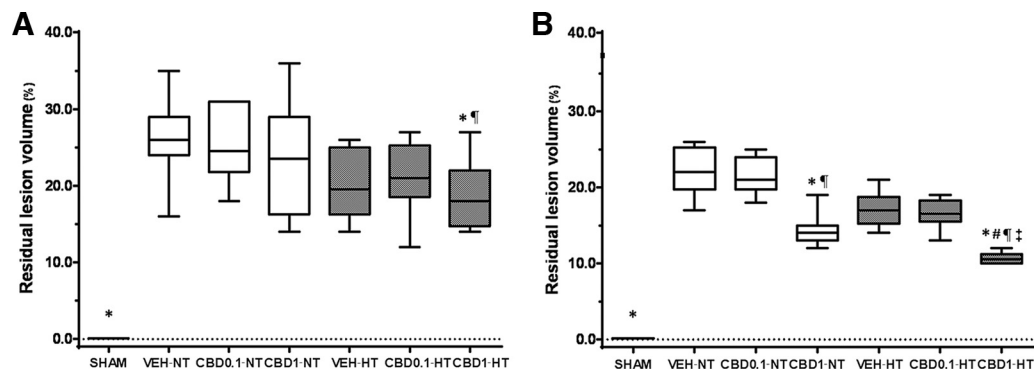 A
Residual lesion volume (%)
40.0
30.0
20.0
10.0
0.0
*
* ¶
SHAM VEH-NT CBD0.1-NT CBD1-NT VEH-HT CBD0.1-HT CBD1-HT
B
Residual lesion volume (%)
40.0
30.0
20.0
10.0
0.0
*
* ¶
* # ¶ ‡
SHAM VEH-NT CBD0.1-NT CBD1-NT VEH-HT CBD0.1-HT CBD1-HT